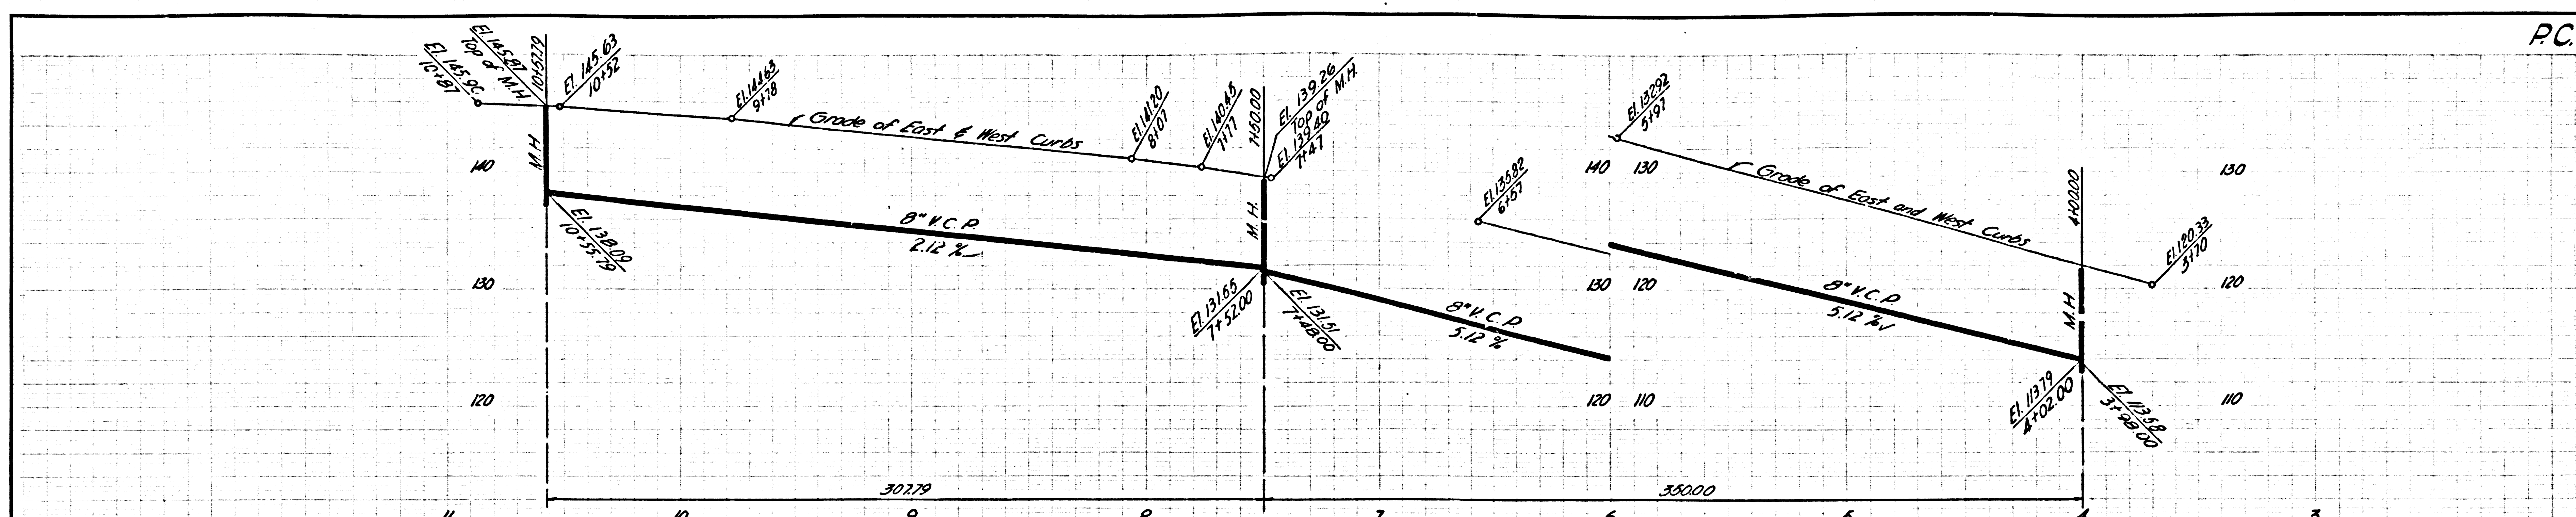 P.C.
El. 145.90
10+87
El. 145.87
Top of M.H.
10+57.79
El. 145.63
10+52
El. 144.63
9+78
Grade of East & West Curbs
El. 141.20
8+07
El. 140.45
7+77
7+50.00
El. 139.26
Top of M.H.
El. 139.40
7+47
El. 132.92
5+97
Grade of East and West Curbs
4+00.00
El. 120.33
3+70
140
M.H.
140 130
130
El. 135.82
6+57
8" V.C.P.
2.12 %
M.H.
El. 138.09
10+55.79
130
130 120
120
8" V.C.P.
5.12 %
M.H.
El. 131.65
7+52.00
El. 131.51
7+48.00
8" V.C.P.
5.12 %
120
120 110
110
El. 113.79
4+02.00
El. 113.58
3+98.00
307.79
350.00
11 10 9 8 7 6 5 4 3